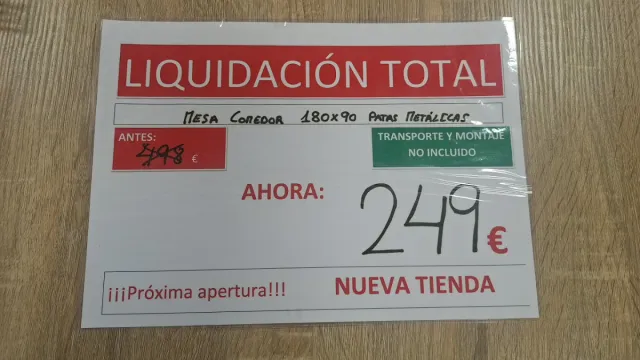 LIQUIDACIÓN TOTAL
MESA COMEDOR 180x90 PATAS METÁLICAS
ANTES:
498 €
TRANSPORTE Y MONTAJE
NO INCLUIDO
AHORA:
249 €
¡¡¡Próxima apertura!!! NUEVA TIENDA